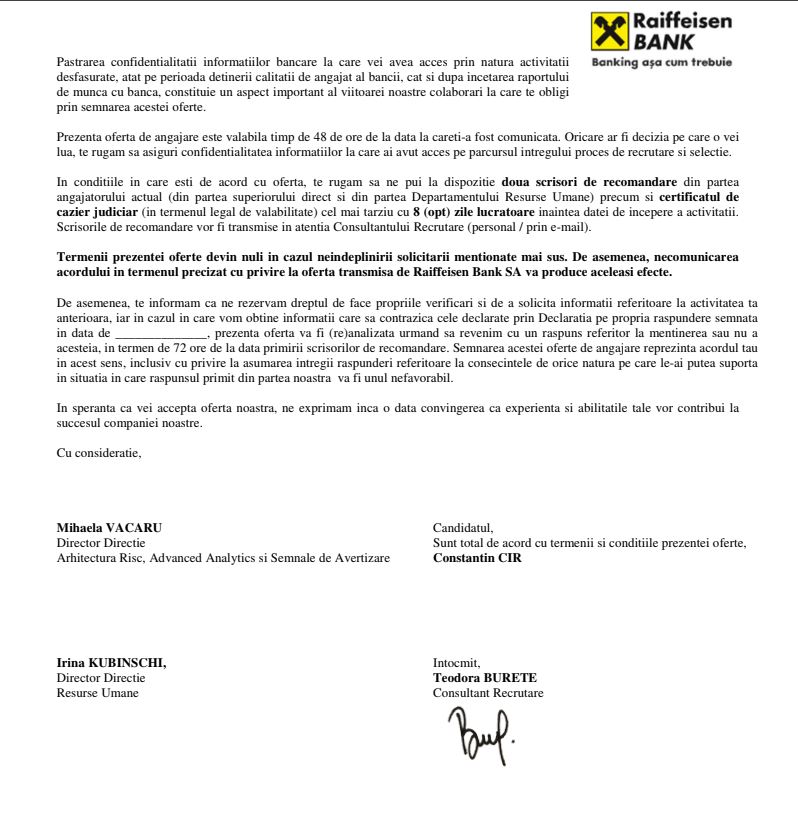 Raiffeisen
BANK
Banking așa cum trebuie
Pastrarea confidentialitatii informatiilor bancare la care vei avea acces prin natura activitatii
desfasurate, atat pe perioada detinerii calitatii de angajat al bancii, cat si dupa incetarea raportului
de munca cu banca, constituie un aspect important al viitoarei noastre colaborari la care te obligi
prin semnarea acestei oferte.
Prezenta oferta de angajare este valabila timp de 48 de ore de la data la careti-a fost comunicata. Oricare ar fi decizia pe care o vei
lua, te rugam sa asiguri confidentialitatea informatiilor la care ai avut acces pe parcursul intregului proces de recrutare si selectie.
In conditiile in care esti de acord cu oferta, te rugam sa ne pui la dispozitie doua scrisori de recomandare din partea
angajatorului actual (din partea superiorului direct si din partea Departamentului Resurse Umane) precum si certificatul de
cazier judiciar (in termenul legal de valabilitate) cel mai tarziu cu 8 (opt) zile lucratoare inaintea datei de incepere a activitatii.
Scrisorile de recomandare vor fi transmise in atentia Consultantului Recrutare (personal / prin e-mail).
Termenii prezentei oferte devin nuli in cazul neindeplinirii solicitarii mentionate mai sus. De asemenea, necomunicarea
acordului in termenul precizat cu privire la oferta transmisa de Raiffeisen Bank SA va produce aceleasi efecte.
De asemenea, te informam ca ne rezervam dreptul de face propriile verificari si de a solicita informatii referitoare la activitatea ta
anterioara, iar in cazul in care vom obtine informatii care sa contrazica cele declarate prin Declaratia pe propria raspundere semnata
in data de ______________, prezenta oferta va fi (re)analizata urmand sa revenim cu un raspuns referitor la mentinerea sau nu a
acesteia, in termen de 72 ore de la data primirii scrisorilor de recomandare. Semnarea acestei oferte de angajare reprezinta acordul tau
in acest sens, inclusiv cu privire la asumarea intregii raspunderi referitoare la consecintele de orice natura pe care le-ai putea suporta
in situatia in care raspunsul primit din partea noastra va fi unul nefavorabil.
In speranta ca vei accepta oferta noastra, ne exprimam inca o data convingerea ca experienta si abilitatile tale vor contribui la
succesul companiei noastre.
Cu consideratie,
Mihaela VACARU
Director Directie
Arhitectura Risc, Advanced Analytics si Semnale de Avertizare
Candidatul,
Sunt total de acord cu termenii si conditiile prezentei oferte,
Constantin CIR
Irina KUBINSCHI,
Director Directie
Resurse Umane
Intocmit,
Teodora BURETE
Consultant Recrutare